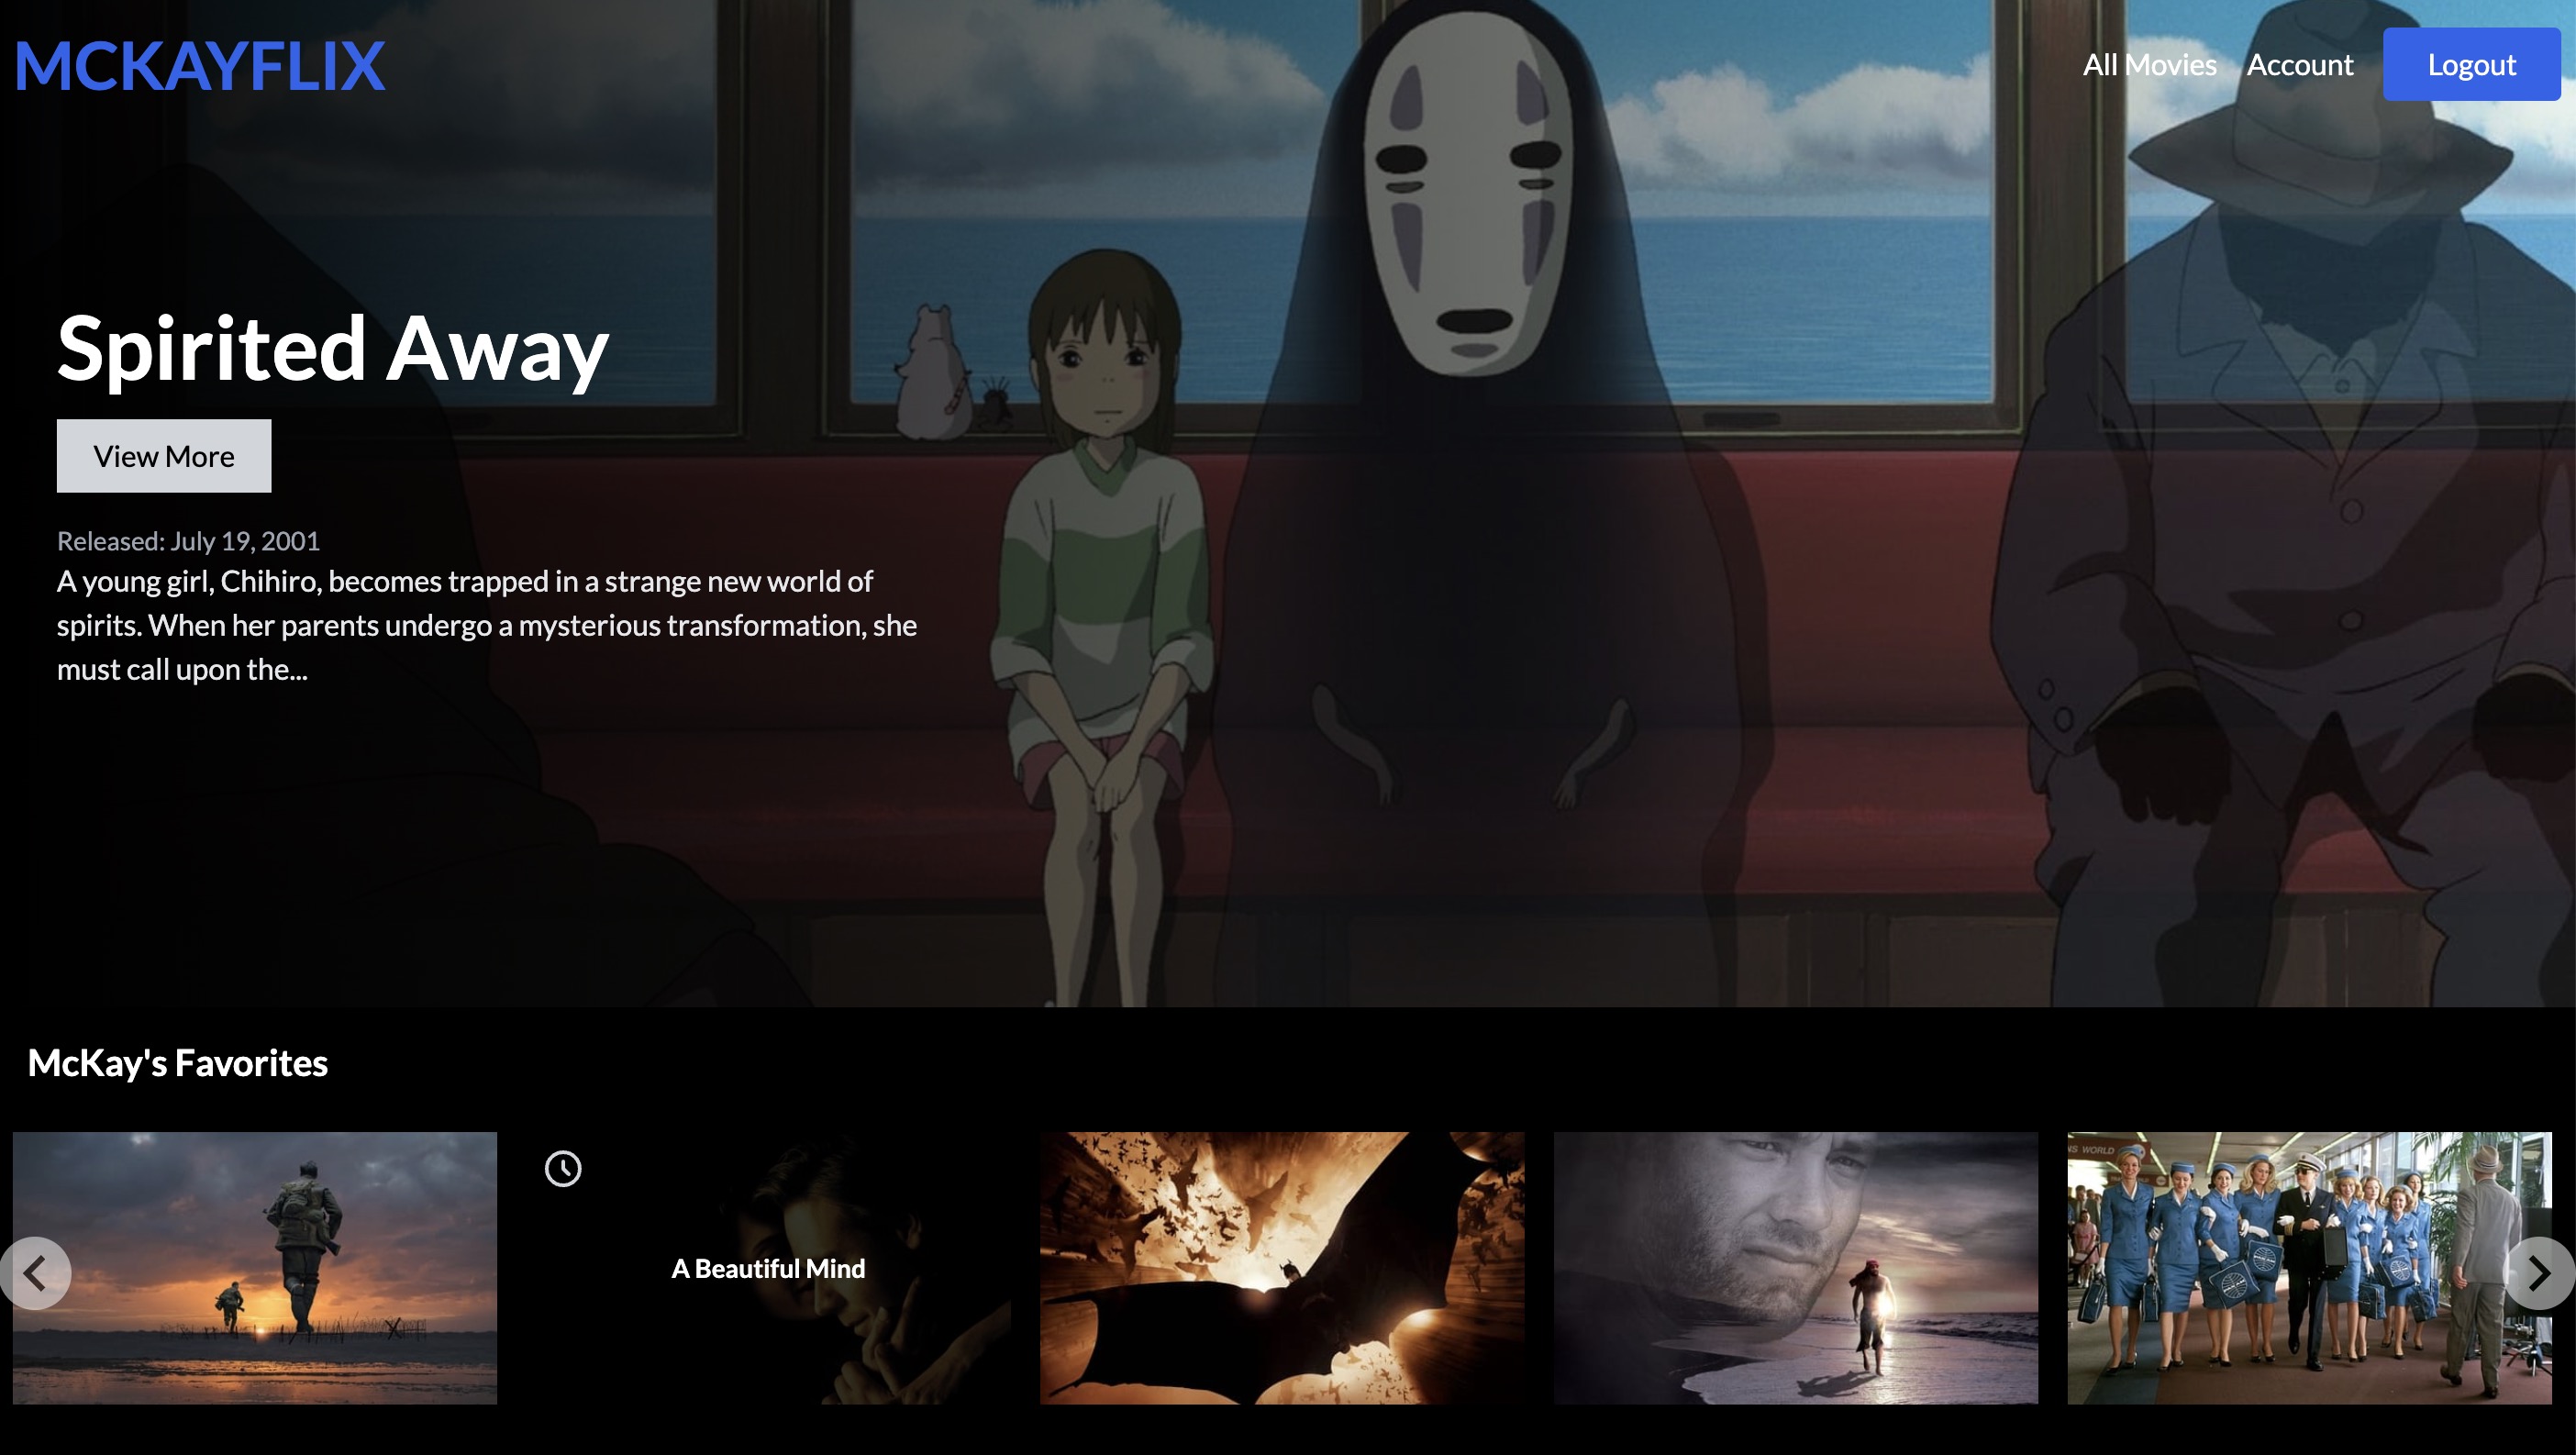 MCKAYFLIX
All Movies
Account
Logout
Spirited Away
View More
Released: July 19, 2001
A young girl, Chihiro, becomes trapped in a strange new world of
spirits. When her parents undergo a mysterious transformation, she
must call upon the...
McKay's Favorites
A Beautiful Mind
WORLD